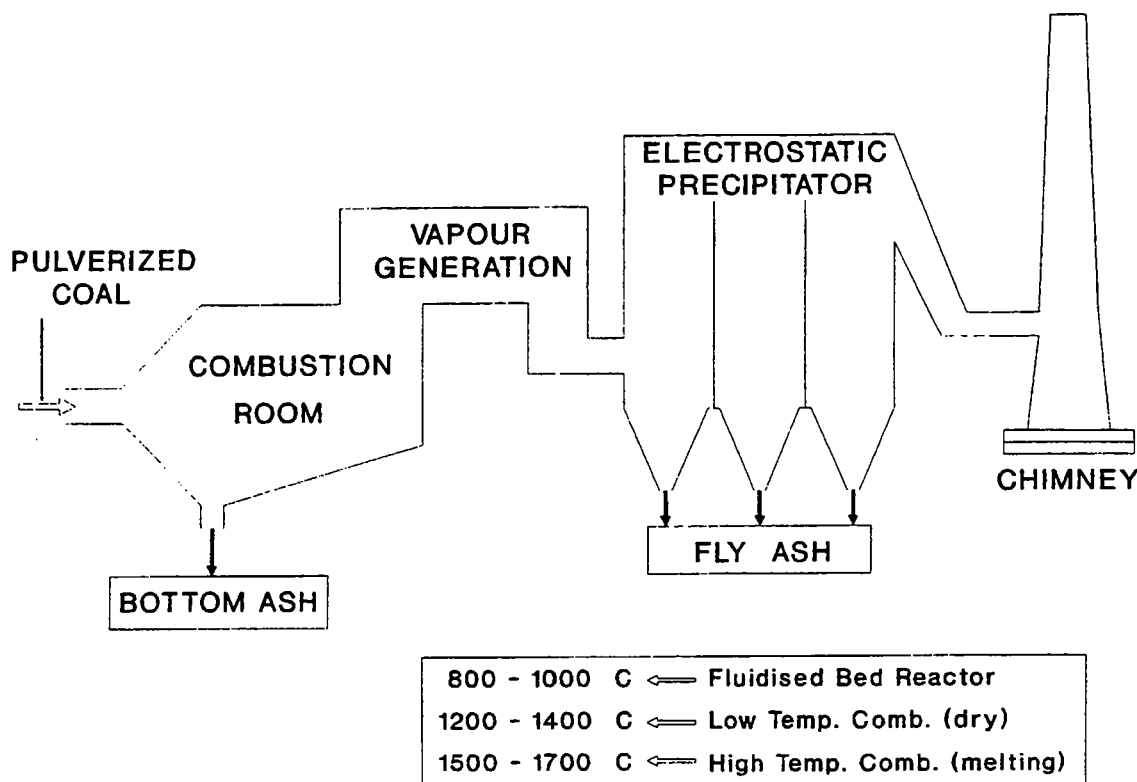 ELECTROSTATIC
PRECIPITATOR
VAPOUR
GENERATION
PULVERIZED
COAL
COMBUSTION
ROOM
CHIMNEY
FLY ASH
BOTTOM ASH
800 - 1000 C ⇐ Fluidised Bed Reactor
1200 - 1400 C ⇐ Low Temp. Comb. (dry)
1500 - 1700 C ⇐ High Temp. Comb. (melting)